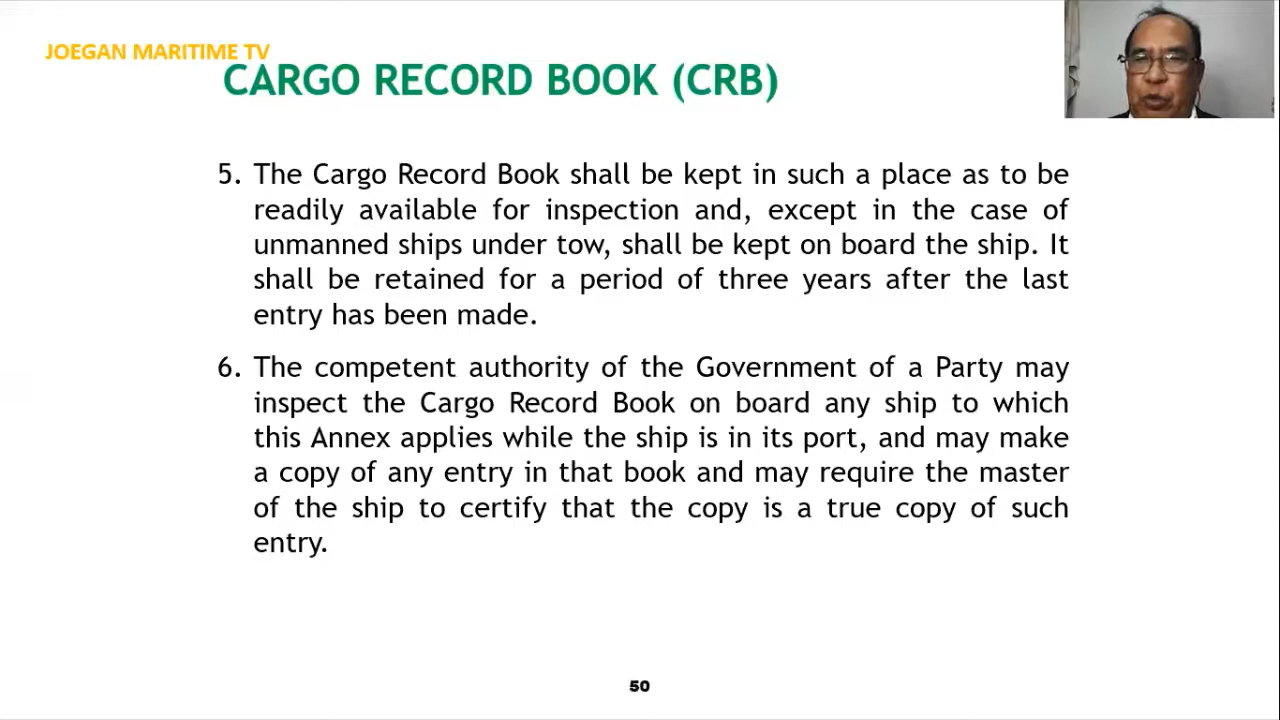 JOEGAN MARITIME TV
CARGO RECORD BOOK (CRB)
5. The Cargo Record Book shall be kept in such a place as to be
readily available for inspection and, except in the case of
unmanned ships under tow, shall be kept on board the ship. It
shall be retained for a period of three years after the last
entry has been made.
6. The competent authority of the Government of a Party may
inspect the Cargo Record Book on board any ship to which
this Annex applies while the ship is in its port, and may make
a copy of any entry in that book and may require the master
of the ship to certify that the copy is a true copy of such
entry.
50